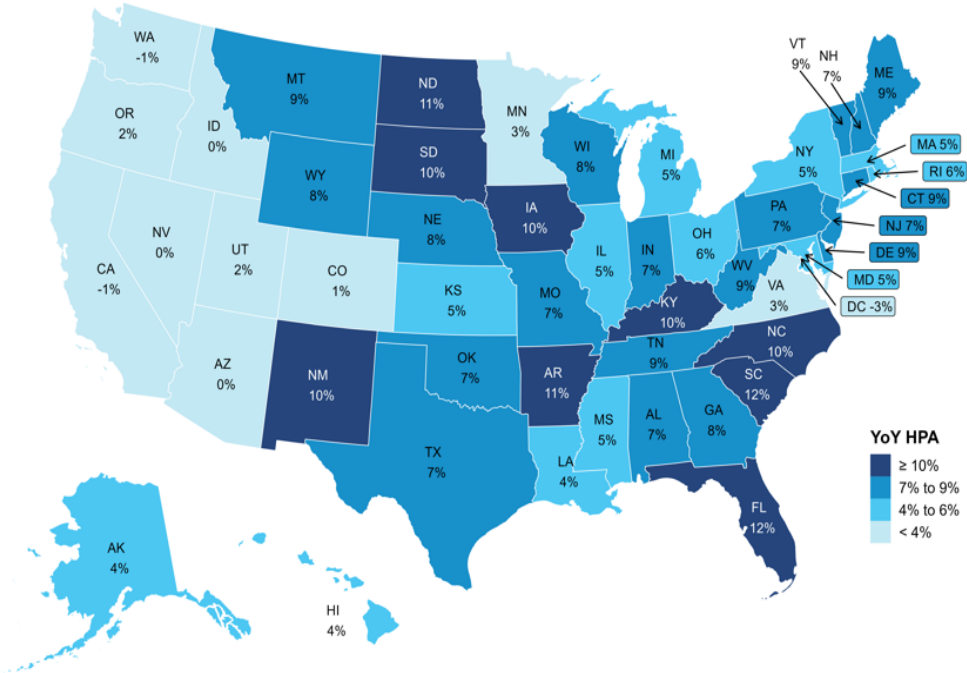 WA
-1%
OR
2%
ID
0%
MT
9%
ND
11%
MN
3%
SD
10%
WY
8%
WI
8%
MI
5%
NY
5%
VT
9%
NH
7%
ME
9%
MA 5%
RI 6%
CT 9%
NJ 7%
DE 9%
MD 5%
DC -3%
CA
-1%
NV
0%
UT
2%
CO
1%
NE
8%
IA
10%
IL
5%
IN
7%
OH
6%
PA
7%
WV
9%
VA
3%
KS
5%
MO
7%
KY
10%
AZ
0%
NM
10%
OK
7%
AR
11%
TN
9%
NC
10%
SC
12%
TX
7%
LA
4%
MS
5%
AL
7%
GA
8%
FL
12%
AK
4%
HI
4%
YoY HPA
≥ 10%
7% to 9%
4% to 6%
< 4%